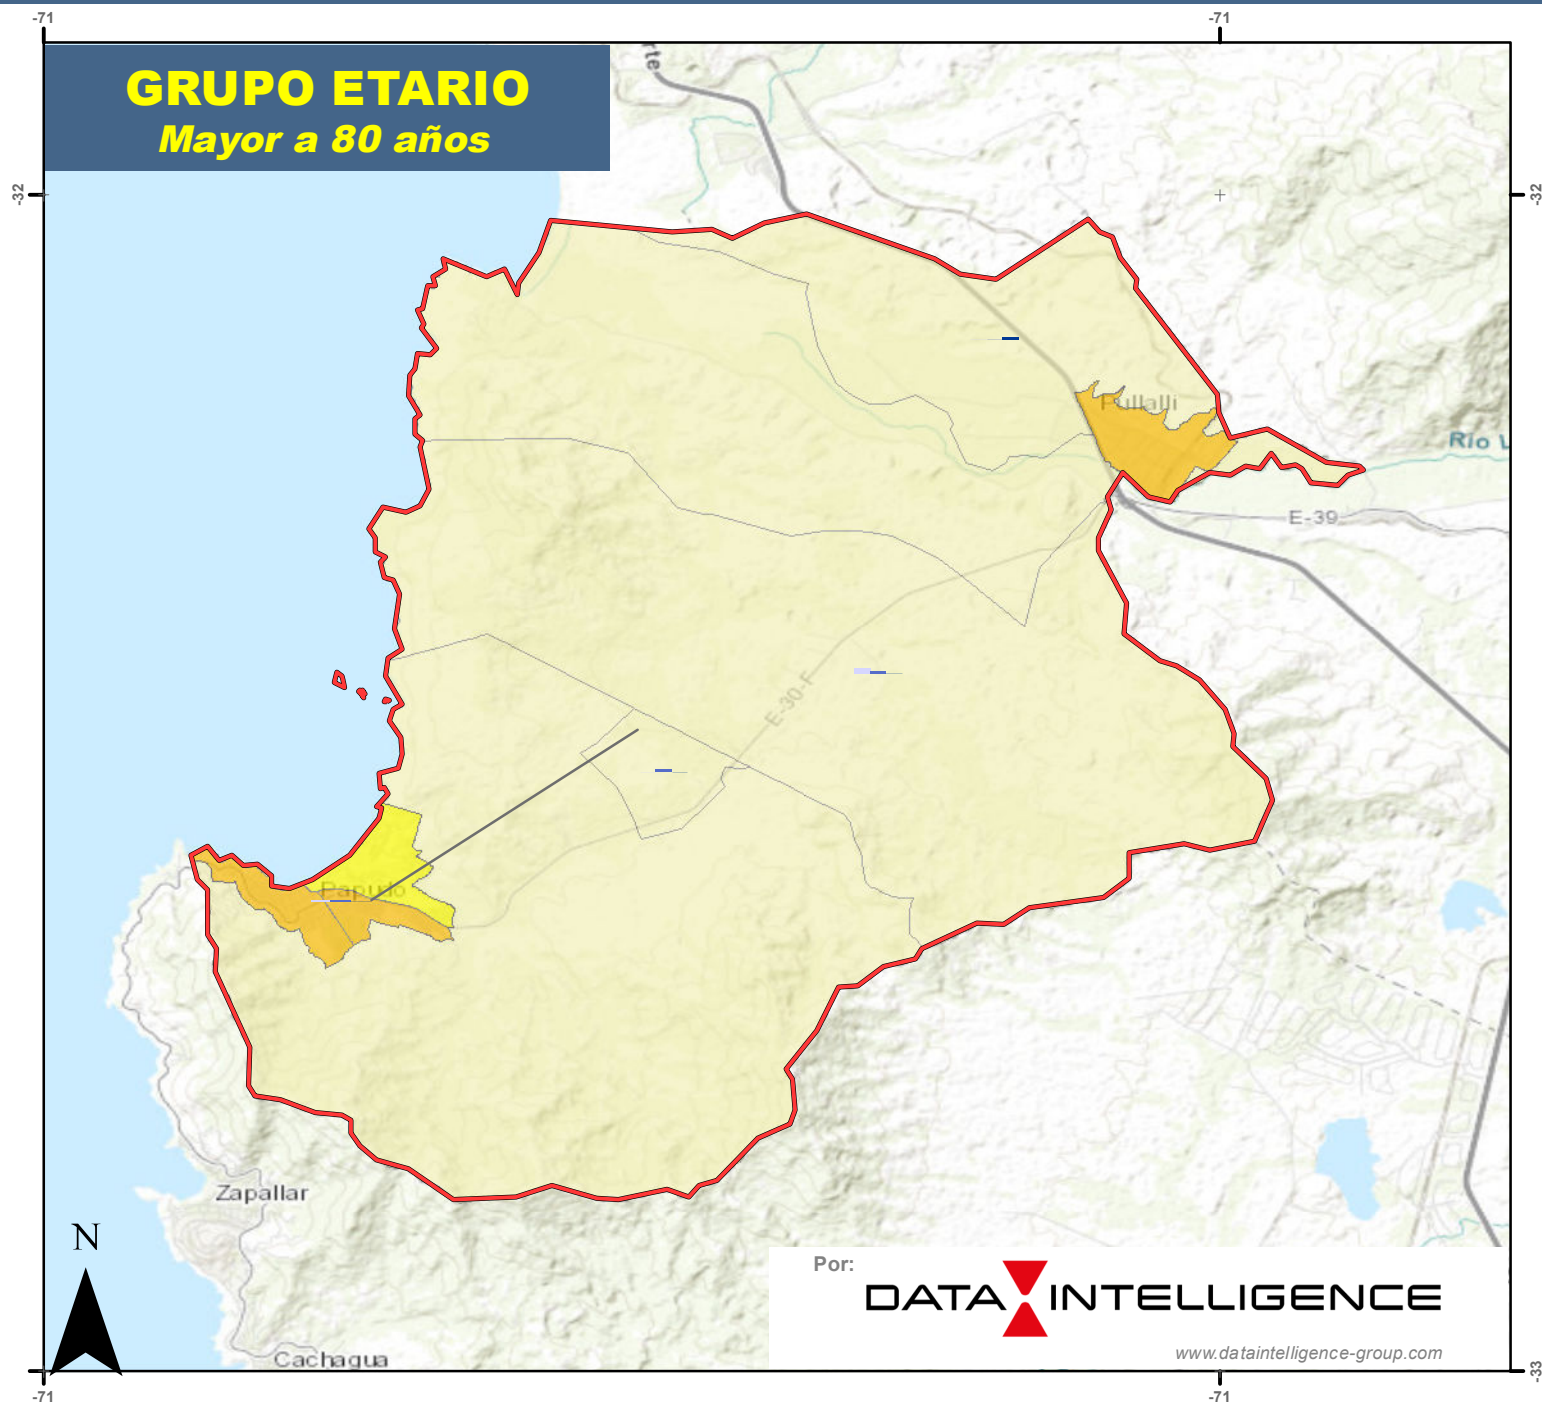 -71
-71
GRUPO ETARIO
Mayor a 80 años
rte
-32
-32
Pullalli
Rio L
E-39
E-30-F
Papudo
Zapallar
N
Por:
DATA INTELLIGENCE
www.dataintelligence-group.com
Cachagua
-33
-71
-71